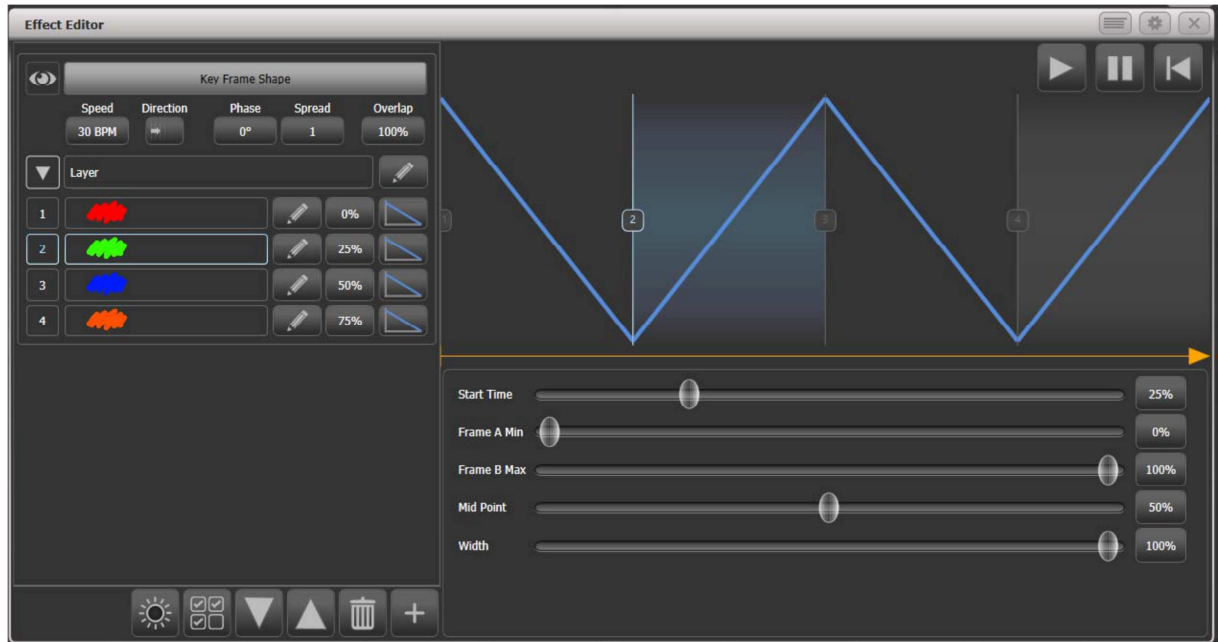 Effect Editor
Key Frame Shape
Speed Direction Phase Spread Overlap
30 BPM 0° 1 100%
Layer
1 0%
2 25%
3 50%
4 75%
1 2 3 4
Start Time 25%
Frame A Min 0%
Frame B Max 100%
Mid Point 50%
Width 100%